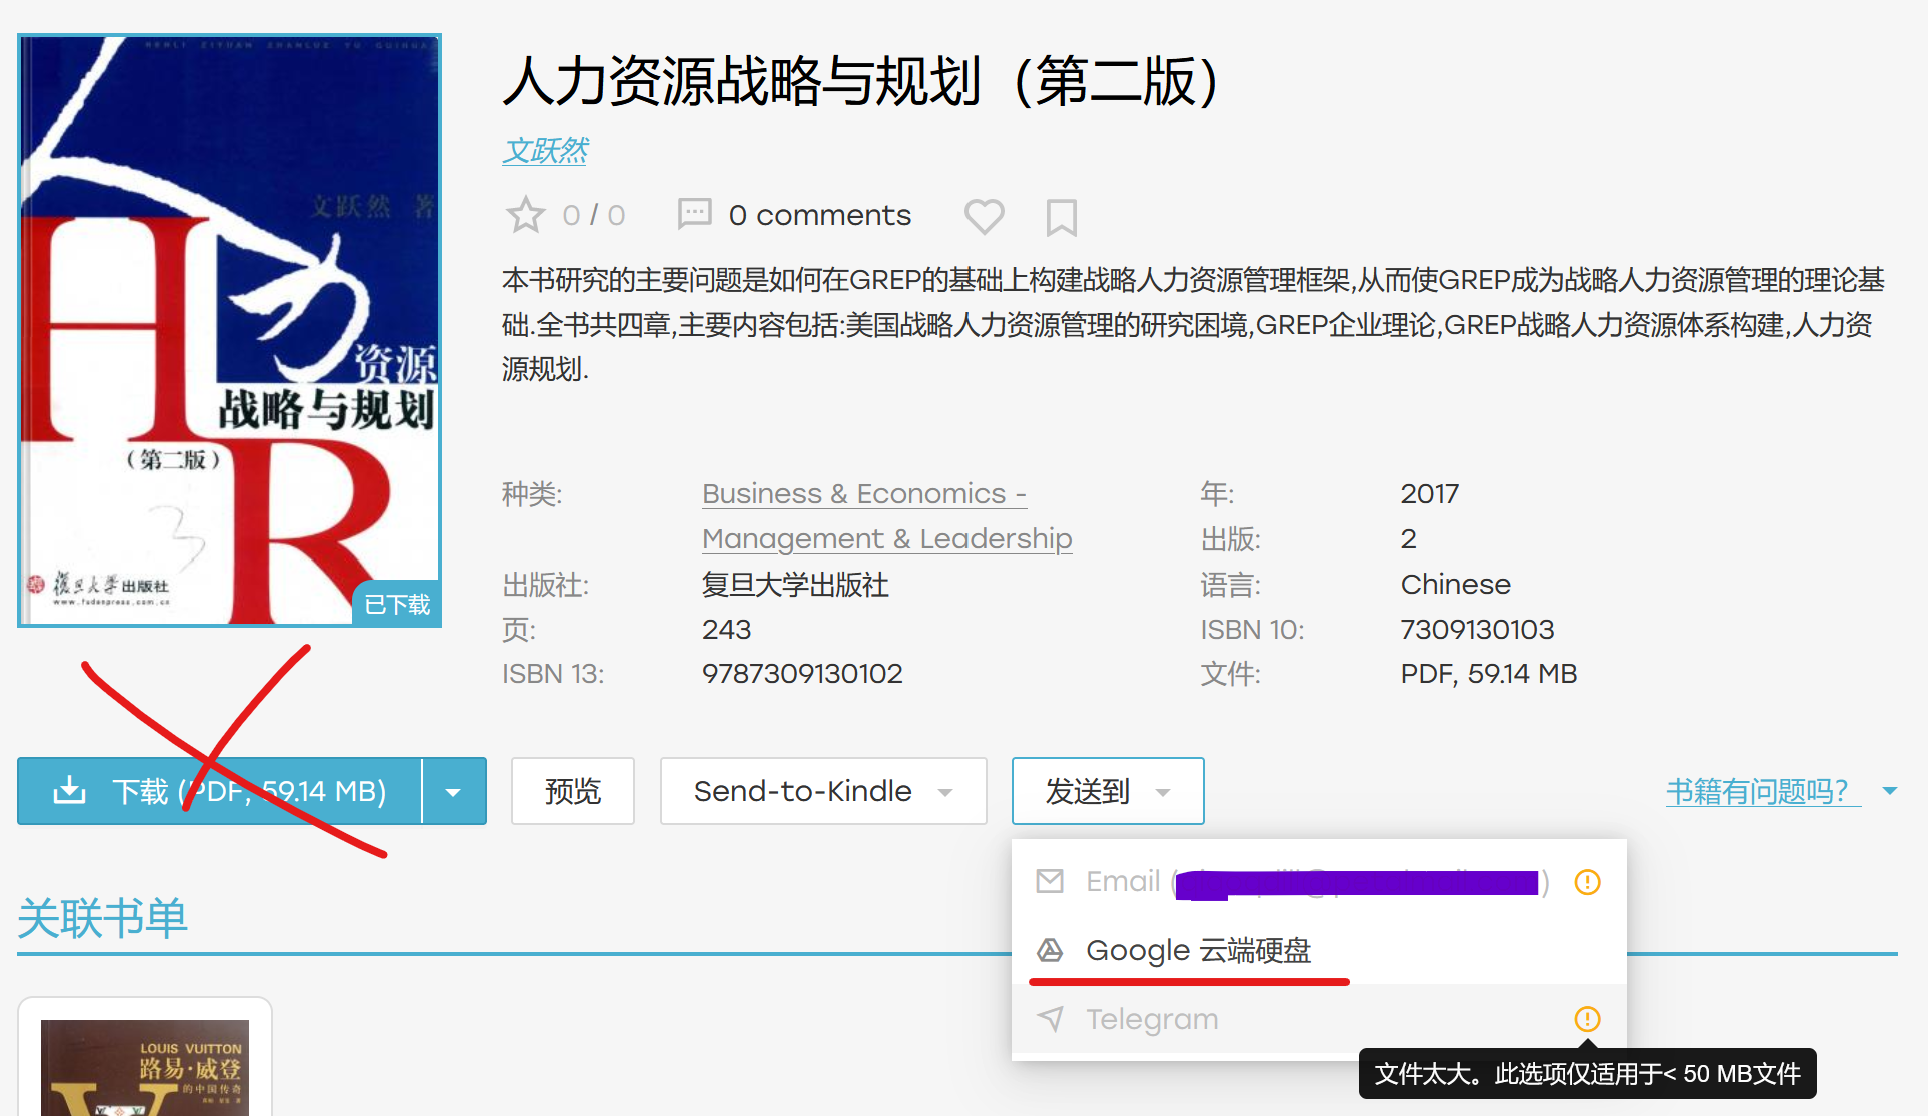 RENLI ZIYUAN ZHANLUE YU GUIHUA
人力资源战略与规划（第二版）
文跃然
0 / 0
0 comments
本书研究的主要问题是如何在GREP的基础上构建战略人力资源管理框架,从而使GREP成为战略人力资源管理的理论基
础.全书共四章,主要内容包括:美国战略人力资源管理的研究困境,GREP企业理论,GREP战略人力资源体系构建,人力资
源规划.
文跃然 著
人力资源
战略与规划
（第二版）
HR
复旦大学出版社
www.fudanpress.com.cn
已下载
种类:
Business & Economics -
Management & Leadership
年:
2017
出版:
2
出版社:
复旦大学出版社
语言:
Chinese
页:
243
ISBN 10:
7309130103
ISBN 13:
9787309130102
文件:
PDF, 59.14 MB
下载 (PDF, 59.14 MB)
预览
Send-to-Kindle
发送到
书籍有问题吗？
Email ( )
Google 云端硬盘
Telegram
文件太大。此选项仅适用于< 50 MB文件
关联书单
LOUIS VUITTON
路易·威登
的中国传奇